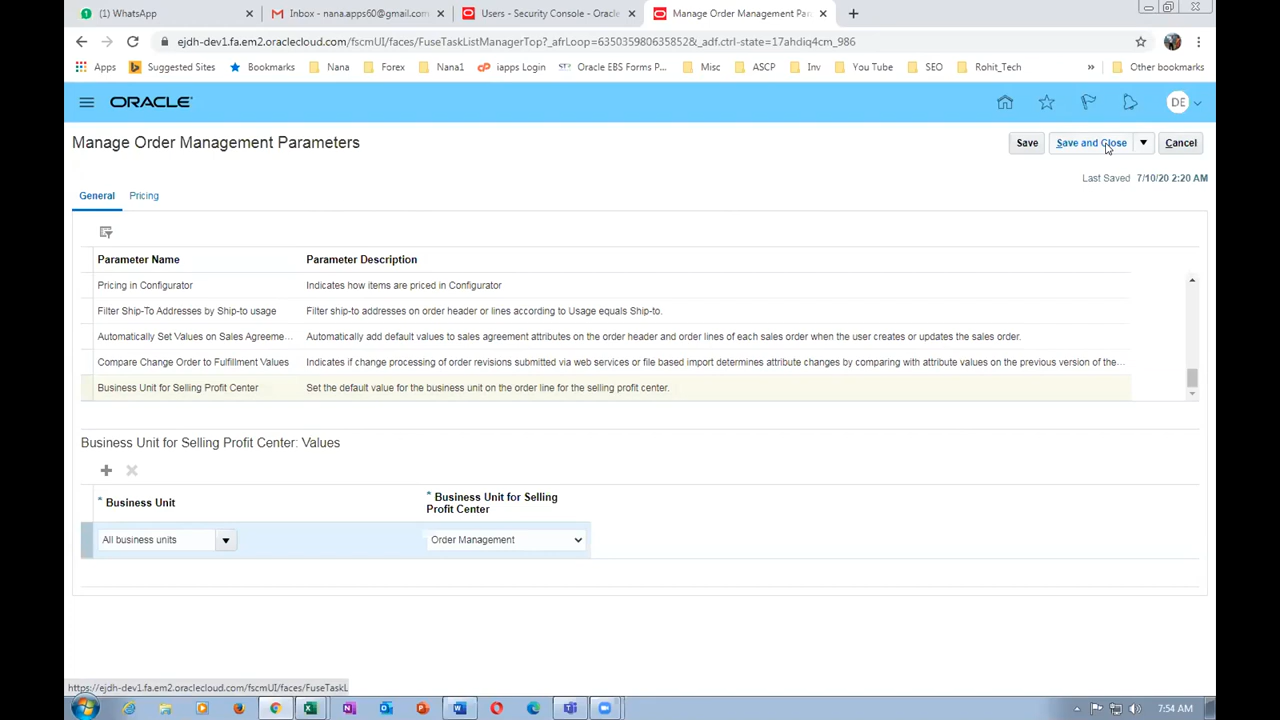 WhatsApp
Inbox - nana.apps60@gmail.com
Users - Security Console - Oracle
Manage Order Management Par
ejdh-dev1.fa.em2.oraclecloud.com/fscmUI/faces/FuseTaskListManagerTop?_afrLoop=635035980635852&_adf.ctrl-state=17ahdiq4cm_986
Apps
Suggested Sites
Bookmarks
Nana
Forex
Nana1
iapps Login
Oracle EBS Forms P...
Misc
ASCP
Inv
You Tube
SEO
Rohit_Tech
»
Other bookmarks
ORACLE
DE
Manage Order Management Parameters
Save
Save and Close
Cancel
Last Saved 7/10/20 2:20 AM
General
Pricing
Parameter Name
Parameter Description
Pricing in Configurator
Indicates how items are priced in Configurator
Filter Ship-To Addresses by Ship-to usage
Filter ship-to addresses on order header or lines according to Usage equals Ship-to.
Automatically Set Values on Sales Agreeme...
Automatically add default values to sales agreement attributes on the order header and order lines of each sales order when the user creates or updates the sales order.
Compare Change Order to Fulfillment Values
Indicates if change processing of order revisions submitted via web services or file based import determines attribute changes by comparing with attribute values on the previous version of the...
Business Unit for Selling Profit Center
Set the default value for the business unit on the order line for the selling profit center.
Business Unit for Selling Profit Center: Values
* Business Unit
* Business Unit for Selling
Profit Center
All business units
Order Management
https://ejdh-dev1.fa.em2.oraclecloud.com/fscmUI/faces/FuseTaskL
7:54 AM